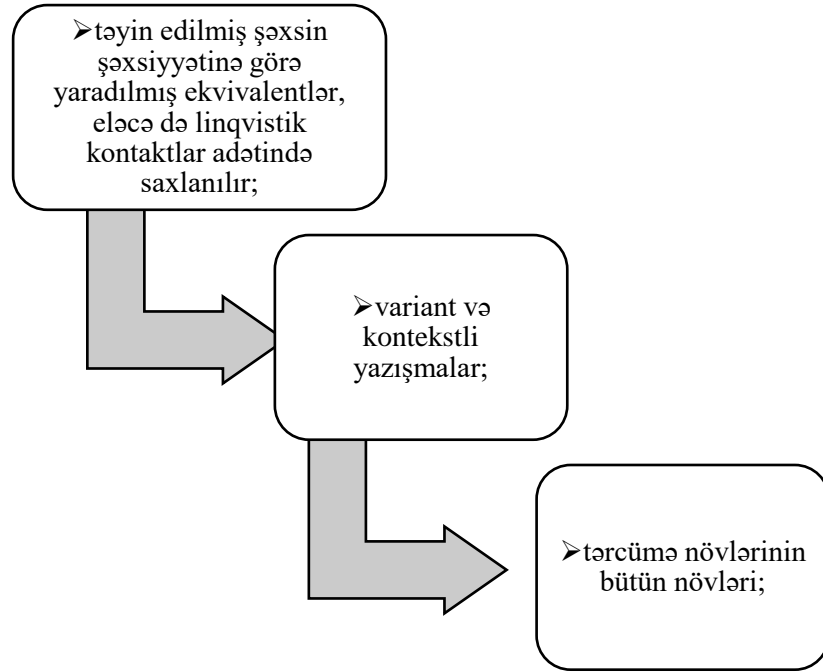 ➢təyin edilmiş şəxsin
şəxsiyyətinə görə
yaradılmış ekvivalentlər,
eləcə də linqvistik
kontaktlar adətində
saxlanılır;
➢variant və
kontekstli
yazışmalar;
➢tərcümə növlərinin
bütün növləri;